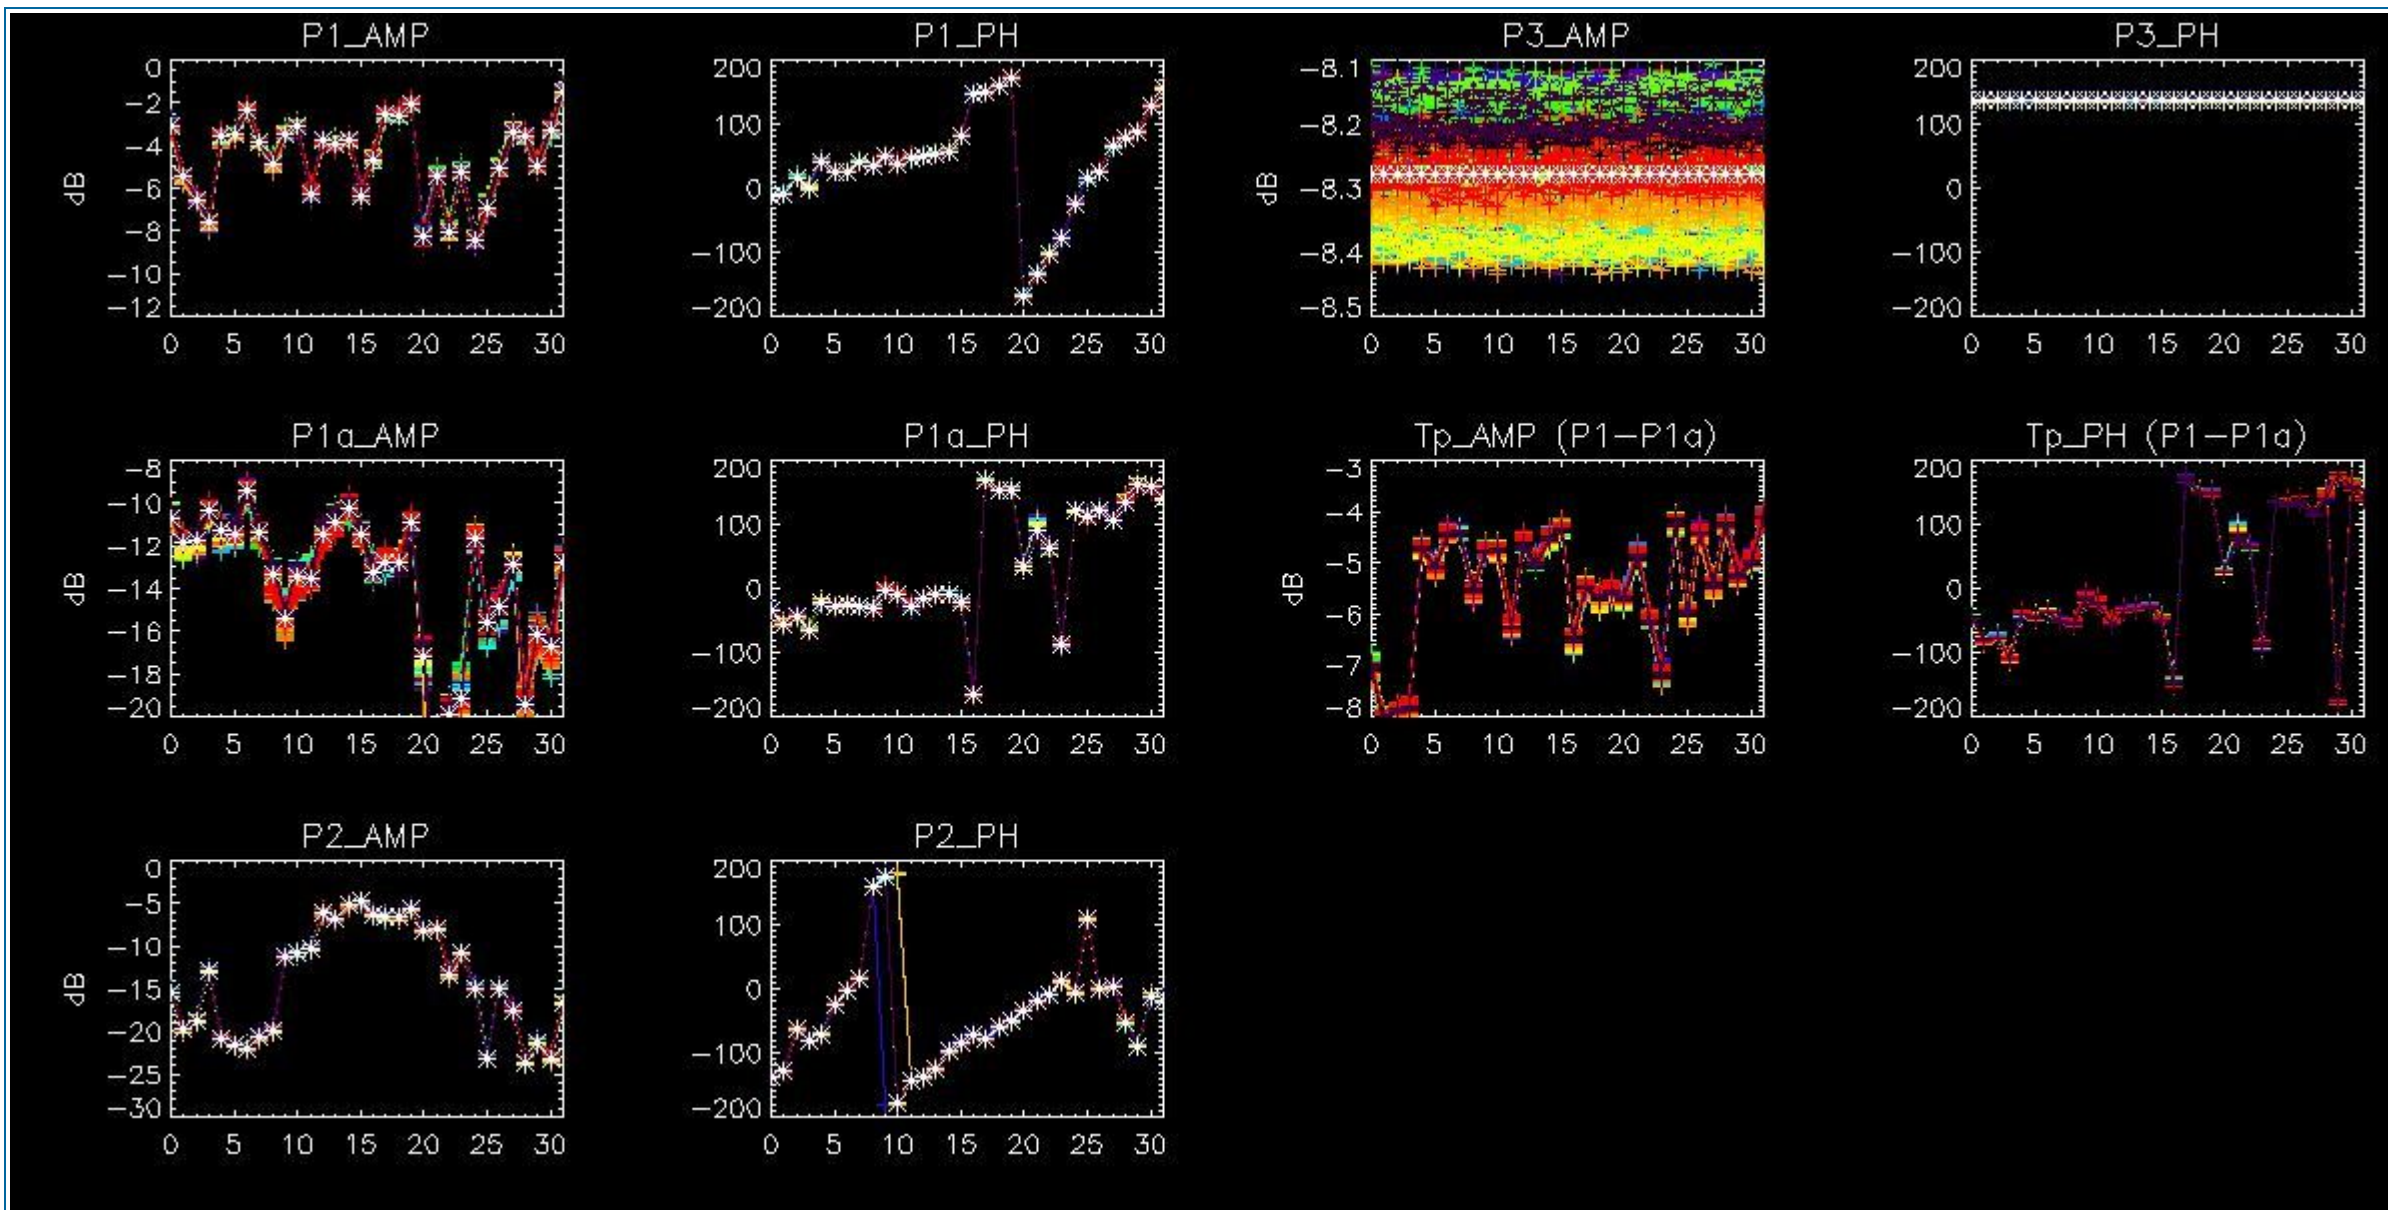 P1_AMP
0
−2
−4
−6
−8
−10
−12
dB
0 5 10 15 20 25 30
P1_PH
200
100
0
−100
−200
0 5 10 15 20 25 30
P3_AMP
−8.1
−8.2
−8.3
−8.4
−8.5
dB
0 5 10 15 20 25 30
P3_PH
200
100
0
−100
−200
0 5 10 15 20 25 30
P1a_AMP
−8
−10
−12
−14
−16
−18
−20
dB
0 5 10 15 20 25 30
P1a_PH
200
100
0
−100
−200
0 5 10 15 20 25 30
Tp_AMP (P1−P1a)
−3
−4
−5
−6
−7
−8
dB
0 5 10 15 20 25 30
Tp_PH (P1−P1a)
200
100
0
−100
−200
0 5 10 15 20 25 30
P2_AMP
0
−5
−10
−15
−20
−25
−30
dB
0 5 10 15 20 25 30
P2_PH
200
100
0
−100
−200
0 5 10 15 20 25 30